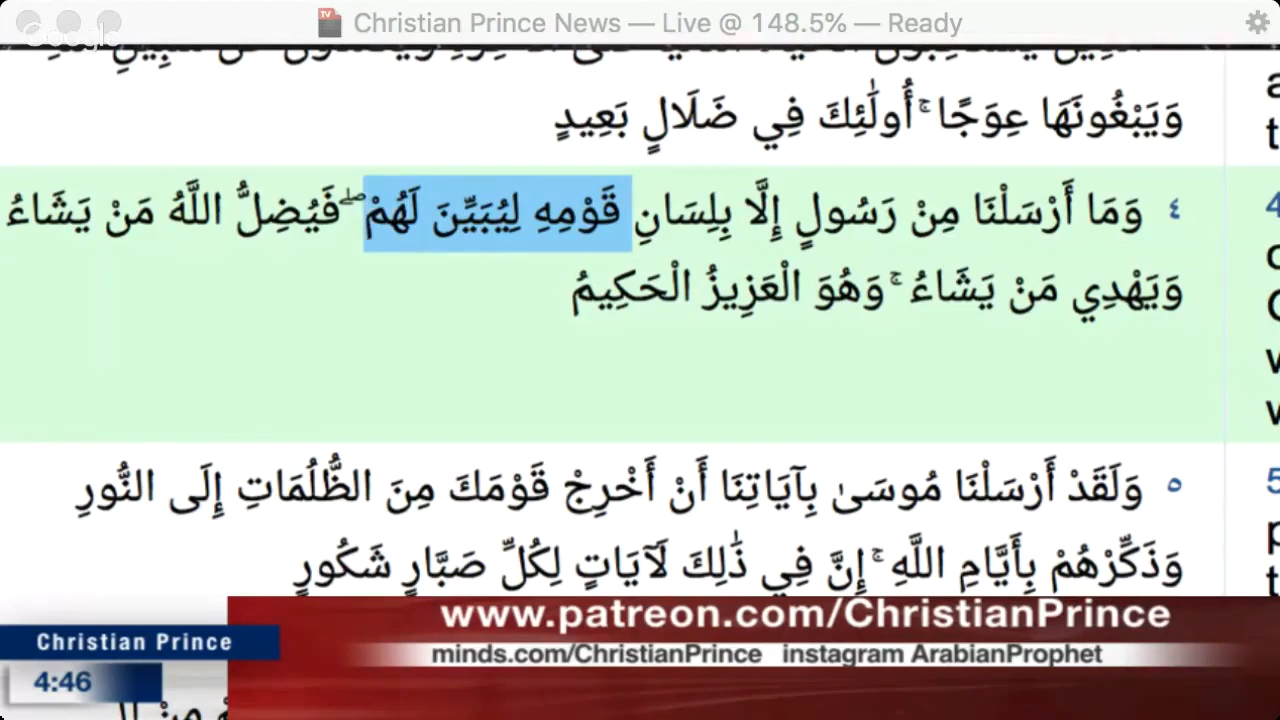 Christian Prince News — Live @ 148.5% — Ready
Google
وَيَبْغُونَهَا عِوَجًا ۚ أُولَٰئِكَ فِي ضَلَالٍ بَعِيدٍ
٤ وَمَا أَرْسَلْنَا مِنْ رَسُولٍ إِلَّا بِلِسَانِ قَوْمِهِ لِيُبَيِّنَ لَهُمْ ۖ فَيُضِلُّ اللَّهُ مَنْ يَشَاءُ
وَيَهْدِي مَنْ يَشَاءُ ۚ وَهُوَ الْعَزِيزُ الْحَكِيمُ
٥ وَلَقَدْ أَرْسَلْنَا مُوسَىٰ بِآيَاتِنَا أَنْ أَخْرِجْ قَوْمَكَ مِنَ الظُّلُمَاتِ إِلَى النُّورِ
وَذَكِّرْهُمْ بِأَيَّامِ اللَّهِ ۚ إِنَّ فِي ذَٰلِكَ لَآيَاتٍ لِكُلِّ صَبَّارٍ شَكُورٍ
www.patreon.com/ChristianPrince
Christian Prince
minds.com/ChristianPrince instagram ArabianProphet
4:46